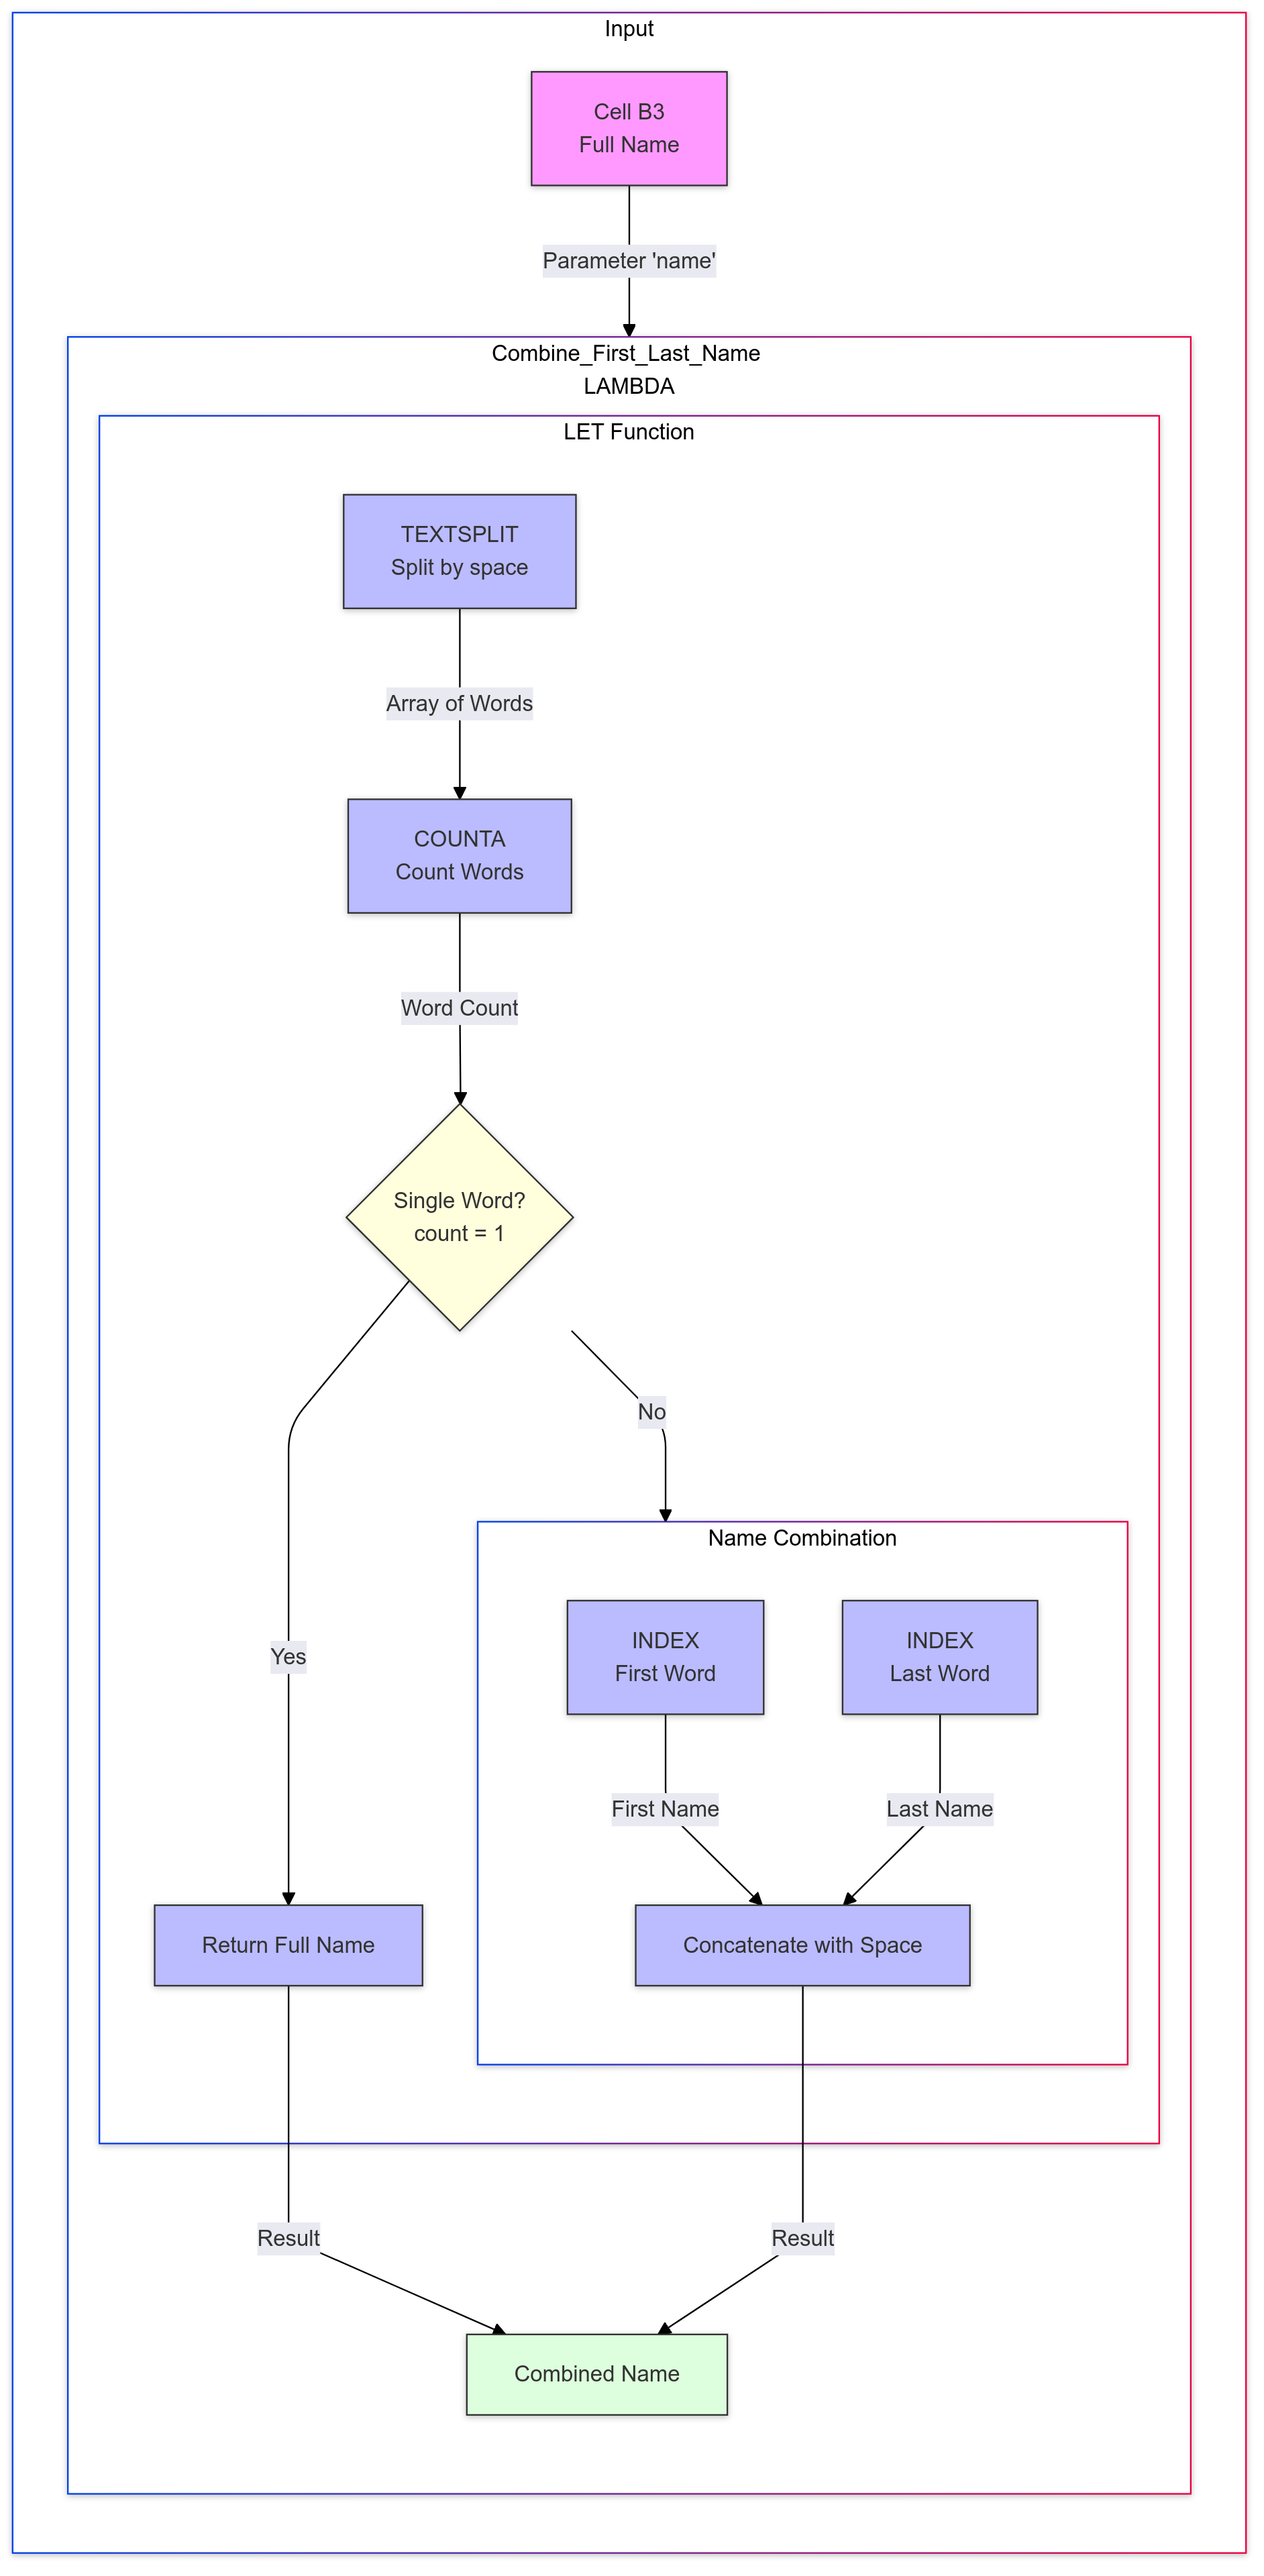 Input
Cell B3
Full Name
Parameter 'name'
Combine_First_Last_Name
LAMBDA
LET Function
TEXTSPLIT
Split by space
Array of Words
COUNTA
Count Words
Word Count
Single Word?
count = 1
No
Name Combination
INDEX
First Word
INDEX
Last Word
Yes
First Name
Last Name
Return Full Name
Concatenate with Space
Result
Result
Combined Name